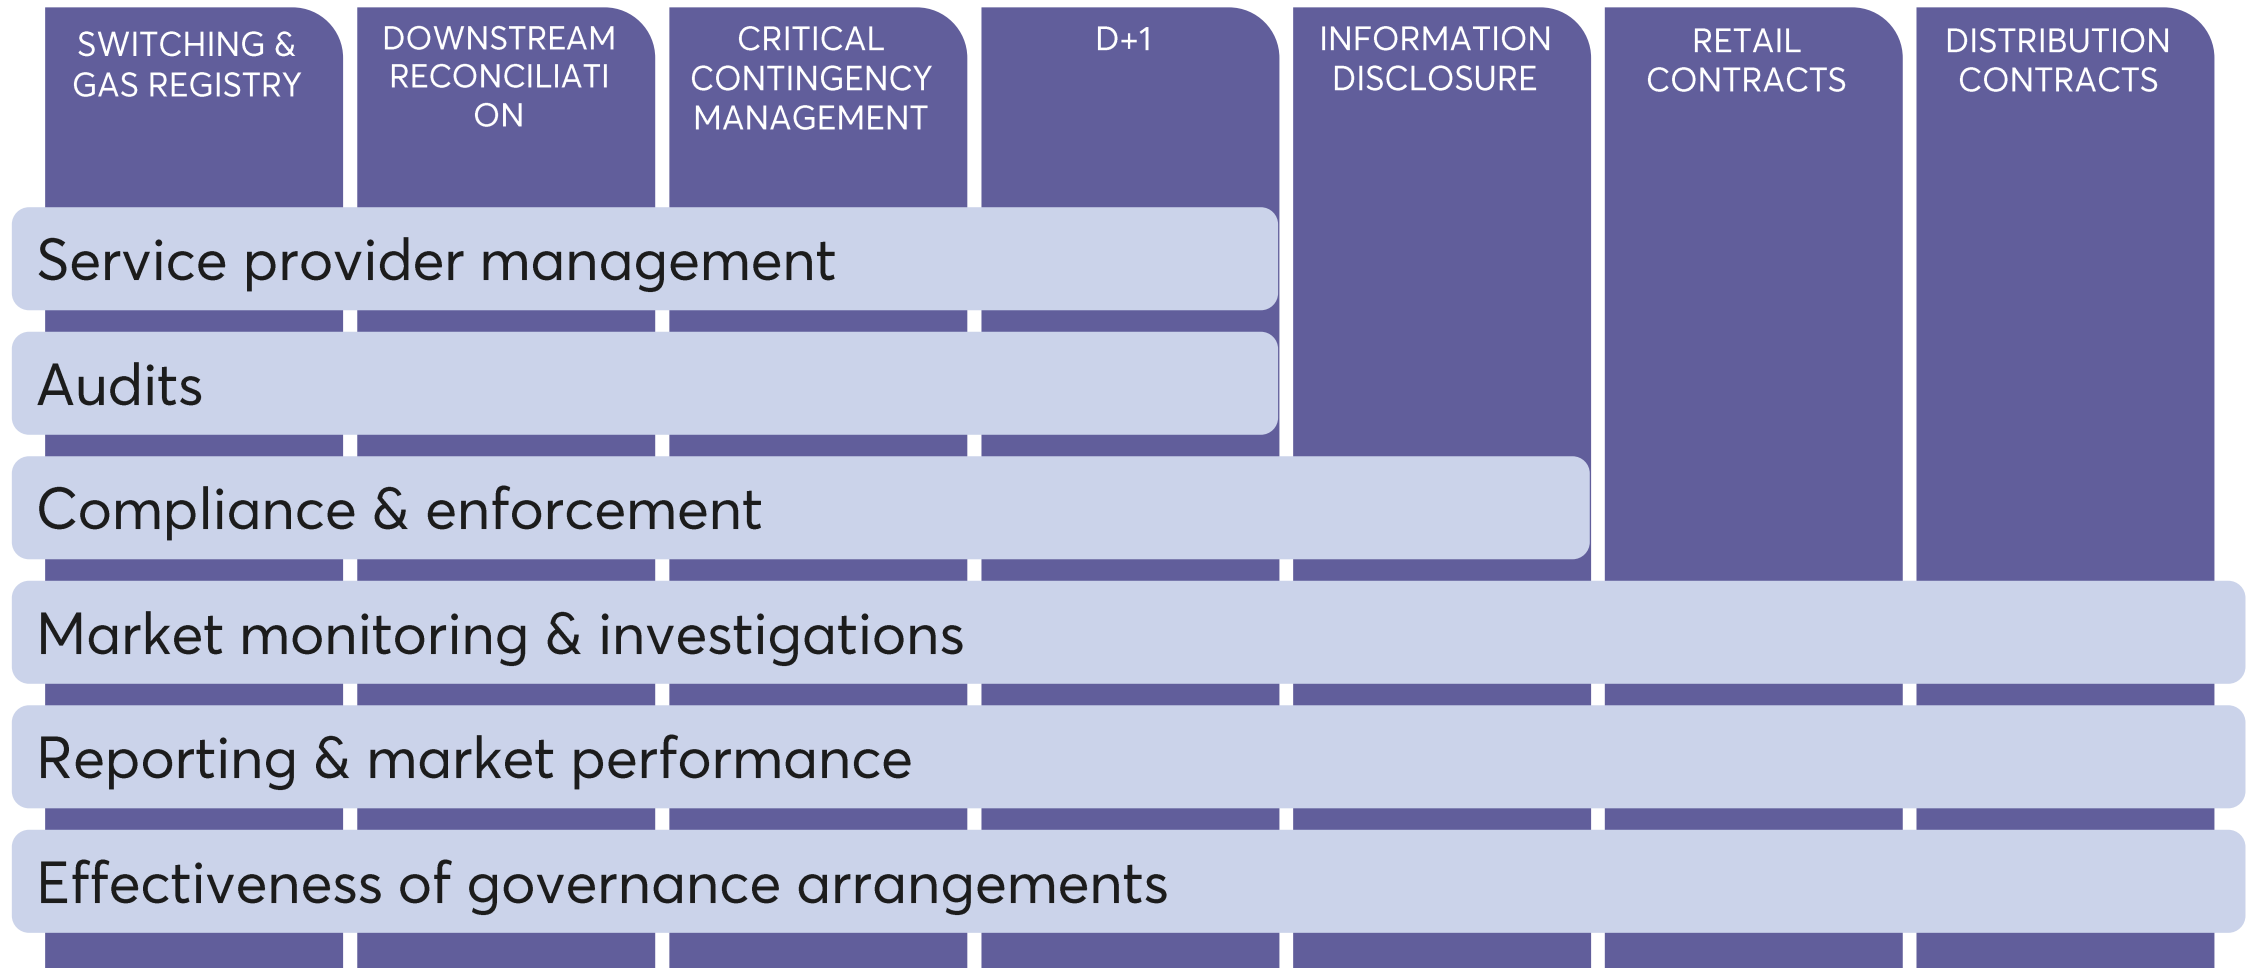 SWITCHING &
GAS REGISTRY
DOWNSTREAM
RECONCILIATI
ON
CRITICAL
CONTINGENCY
MANAGEMENT
D+1
INFORMATION
DISCLOSURE
RETAIL
CONTRACTS
DISTRIBUTION
CONTRACTS
Service provider management
Audits
Compliance & enforcement
Market monitoring & investigations
Reporting & market performance
Effectiveness of governance arrangements